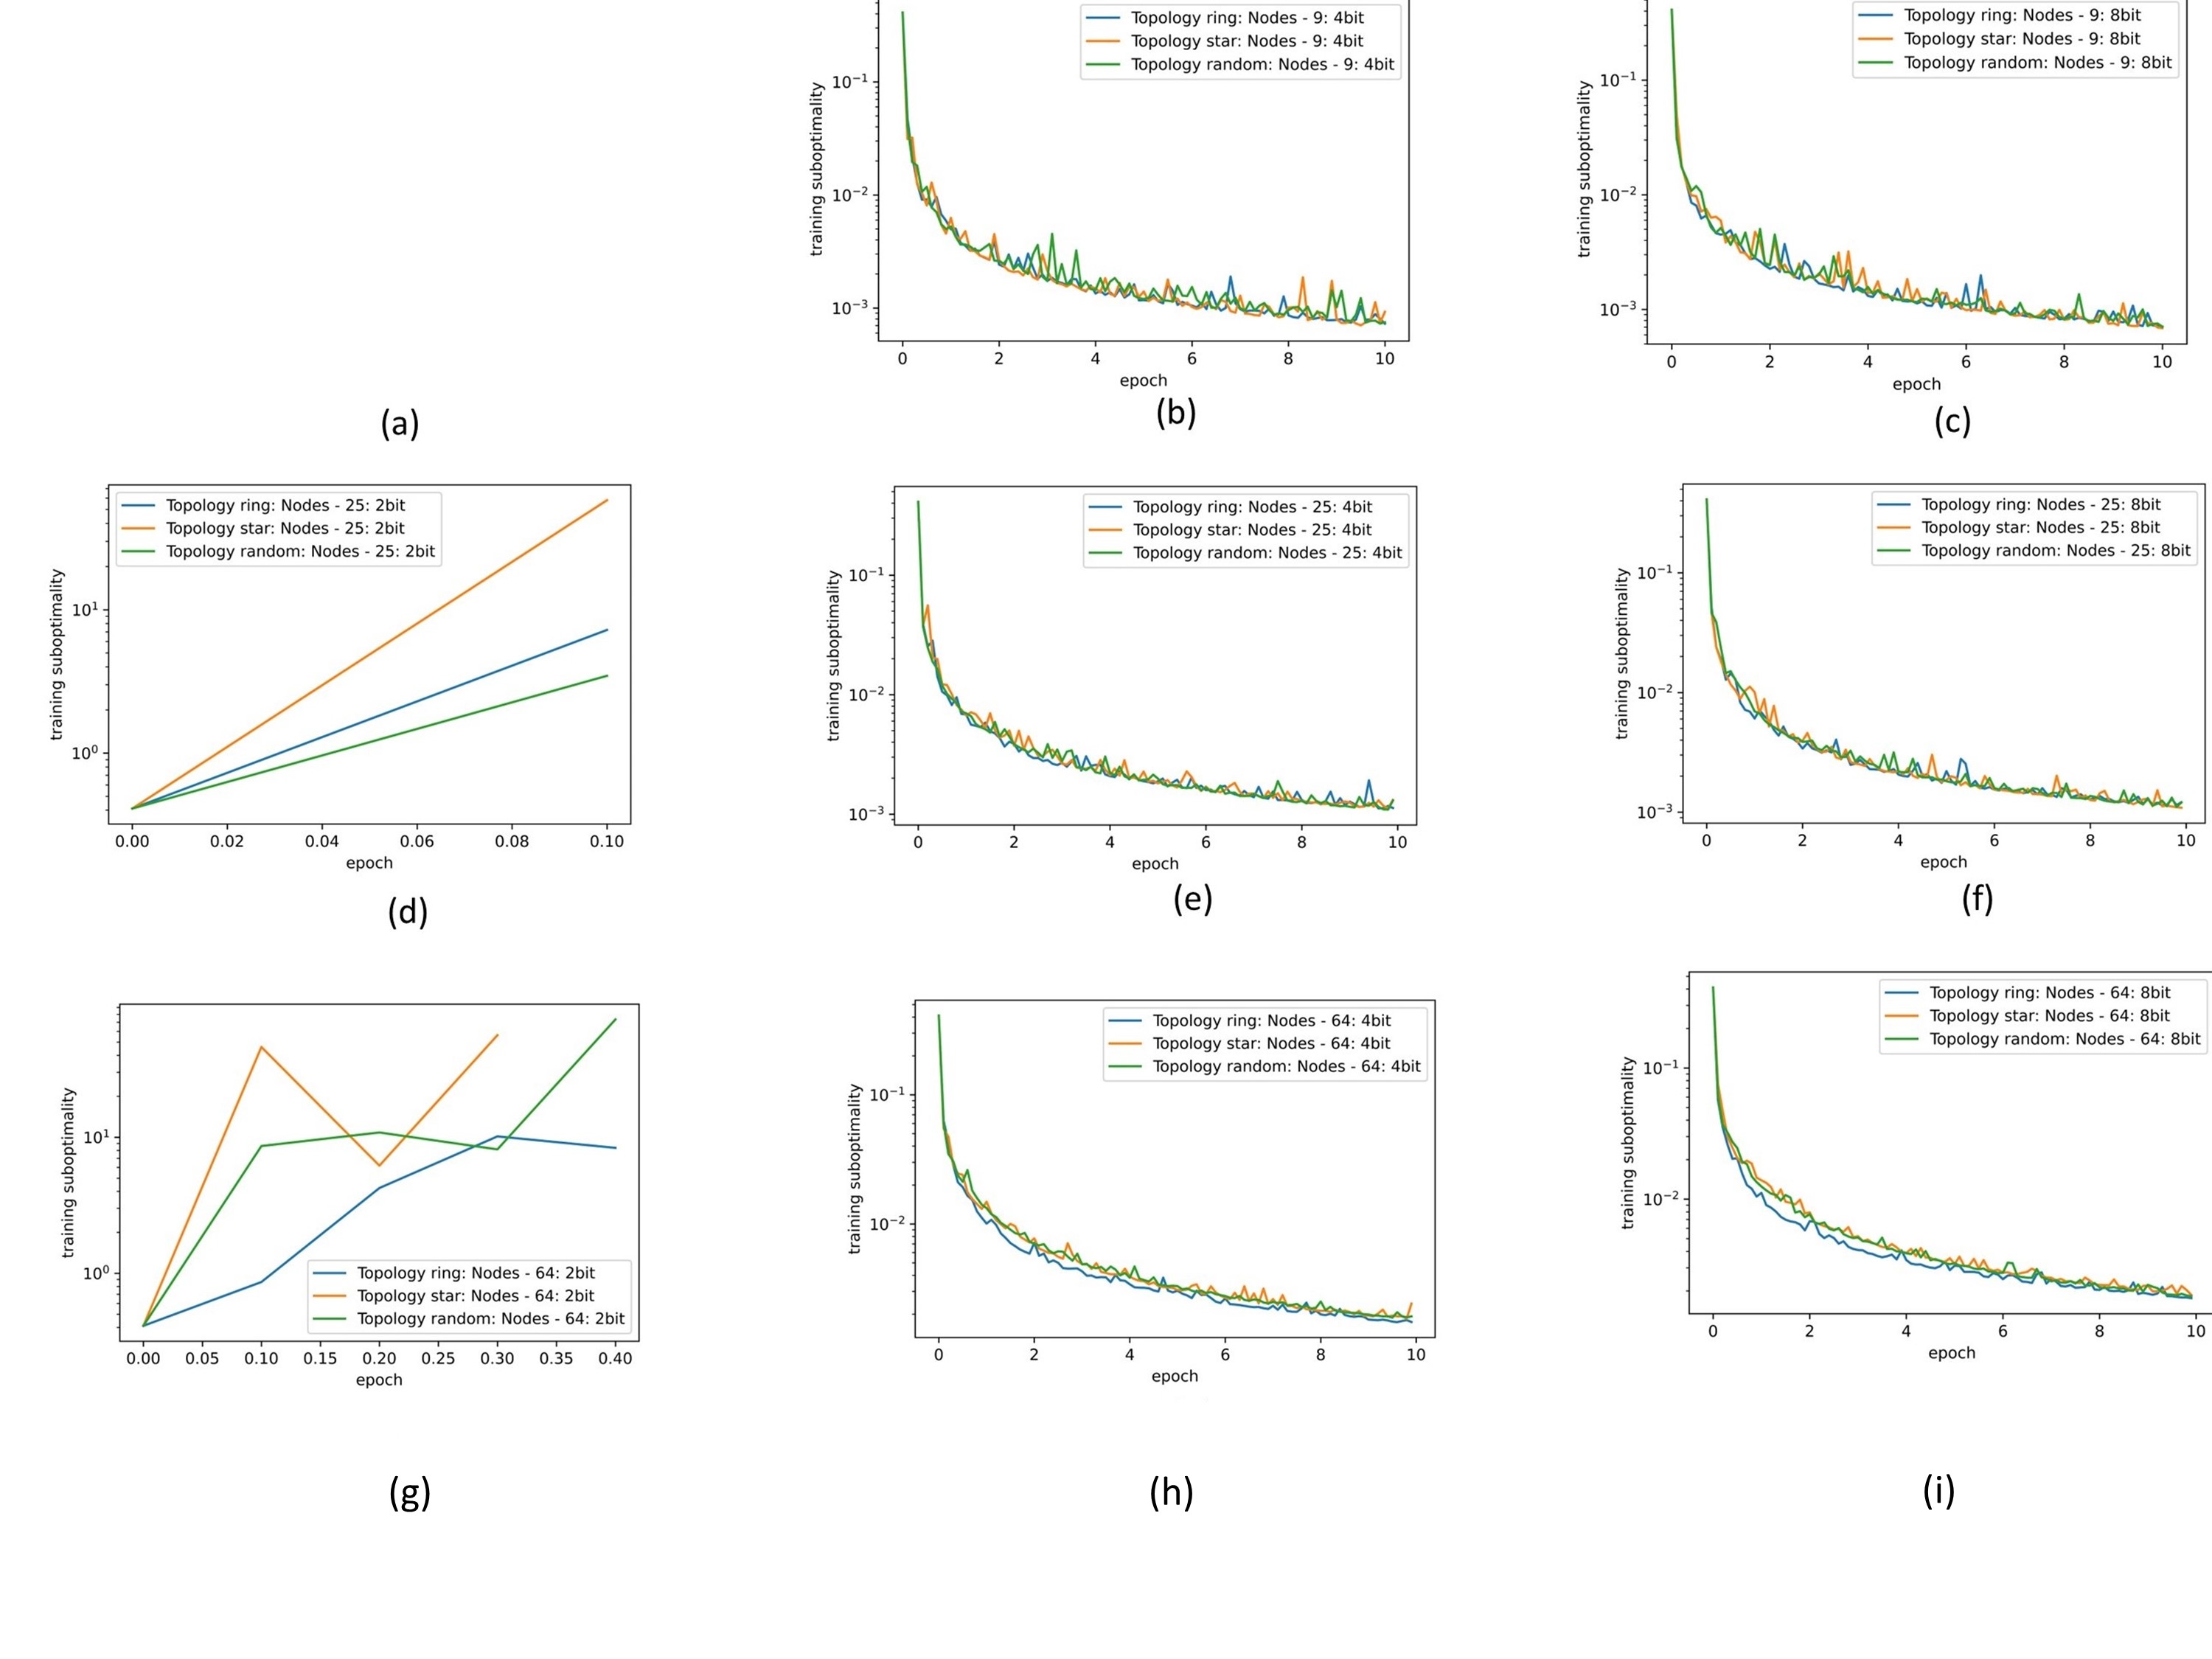 Topology ring: Nodes - 9: 4bit
Topology star: Nodes - 9: 4bit
Topology random: Nodes - 9: 4bit
training suboptimality
10⁻¹
10⁻²
10⁻³
0 2 4 6 8 10
epoch
(b)
Topology ring: Nodes - 9: 8bit
Topology star: Nodes - 9: 8bit
Topology random: Nodes - 9: 8bit
training suboptimality
10⁻¹
10⁻²
10⁻³
0 2 4 6 8 10
epoch
(c)
(a)
Topology ring: Nodes - 25: 2bit
Topology star: Nodes - 25: 2bit
Topology random: Nodes - 25: 2bit
training suboptimality
10¹
10⁰
0.00 0.02 0.04 0.06 0.08 0.10
epoch
(d)
Topology ring: Nodes - 25: 4bit
Topology star: Nodes - 25: 4bit
Topology random: Nodes - 25: 4bit
training suboptimality
10⁻¹
10⁻²
10⁻³
0 2 4 6 8 10
epoch
(e)
Topology ring: Nodes - 25: 8bit
Topology star: Nodes - 25: 8bit
Topology random: Nodes - 25: 8bit
training suboptimality
10⁻¹
10⁻²
10⁻³
0 2 4 6 8 10
epoch
(f)
training suboptimality
10¹
10⁰
Topology ring: Nodes - 64: 2bit
Topology star: Nodes - 64: 2bit
Topology random: Nodes - 64: 2bit
0.00 0.05 0.10 0.15 0.20 0.25 0.30 0.35 0.40
epoch
(g)
Topology ring: Nodes - 64: 4bit
Topology star: Nodes - 64: 4bit
Topology random: Nodes - 64: 4bit
training suboptimality
10⁻¹
10⁻²
0 2 4 6 8 10
epoch
(h)
Topology ring: Nodes - 64: 8bit
Topology star: Nodes - 64: 8bit
Topology random: Nodes - 64: 8bit
training suboptimality
10⁻¹
10⁻²
0 2 4 6 8 10
epoch
(i)